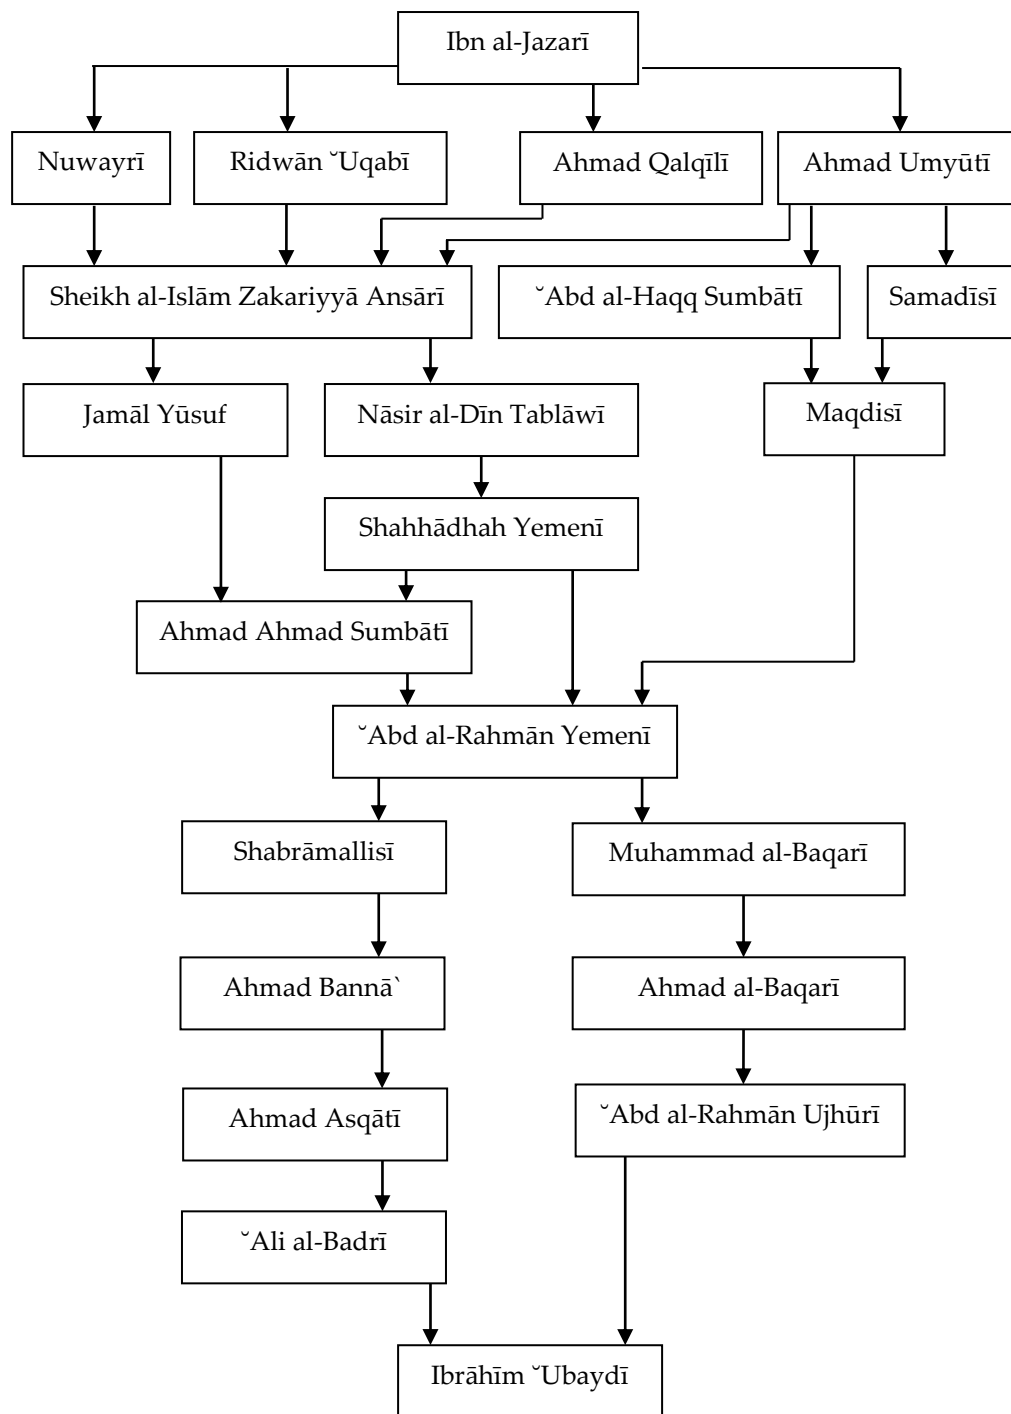 Ibn al-Jazarī
Nuwayrī
Ridwān ˘Uqabī
Ahmad Qalqīlī
Ahmad Umyūtī
Sheikh al-Islām Zakariyyā Ansārī
˘Abd al-Haqq Sumbātī
Samadīsī
Jamāl Yūsuf
Nāsir al-Dīn Tablāwī
Maqdisī
Shahhādhah Yemenī
Ahmad Ahmad Sumbātī
˘Abd al-Rahmān Yemenī
Shabrāmallisī
Muhammad al-Baqarī
Ahmad Bannā`
Ahmad al-Baqarī
Ahmad Asqātī
˘Abd al-Rahmān Ujhūrī
˘Ali al-Badrī
Ibrāhīm ˘Ubaydī